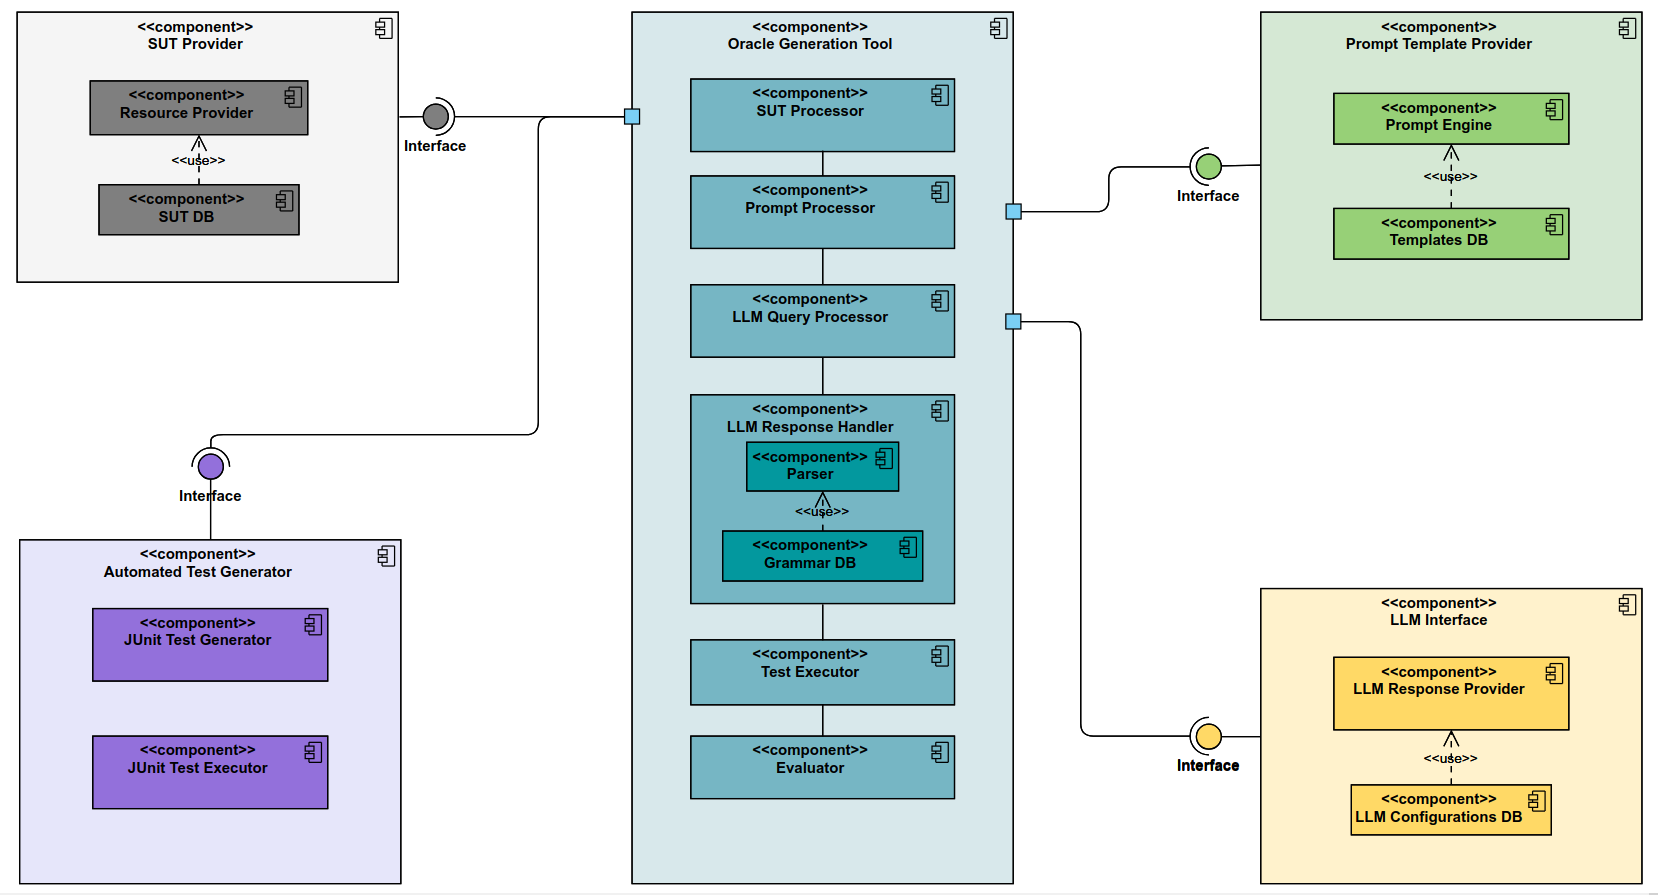 <<component>>
SUT Provider
<<component>>
Resource Provider
<<use>>
<<component>>
SUT DB
Interface
Interface
<<component>>
Automated Test Generator
<<component>>
JUnit Test Generator
<<component>>
JUnit Test Executor
<<component>>
Oracle Generation Tool
<<component>>
SUT Processor
<<component>>
Prompt Processor
<<component>>
LLM Query Processor
<<component>>
LLM Response Handler
<<component>>
Parser
<<use>>
<<component>>
Grammar DB
<<component>>
Test Executor
<<component>>
Evaluator
Interface
<<component>>
Prompt Template Provider
<<component>>
Prompt Engine
<<use>>
<<component>>
Templates DB
Interface
<<component>>
LLM Interface
<<component>>
LLM Response Provider
<<use>>
<<component>>
LLM Configurations DB